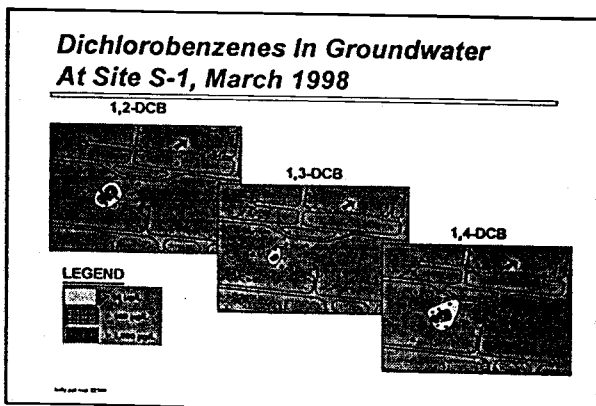 Dichlorobenzenes In Groundwater
At Site S-1, March 1998
1,2-DCB
1,3-DCB
1,4-DCB
LEGEND